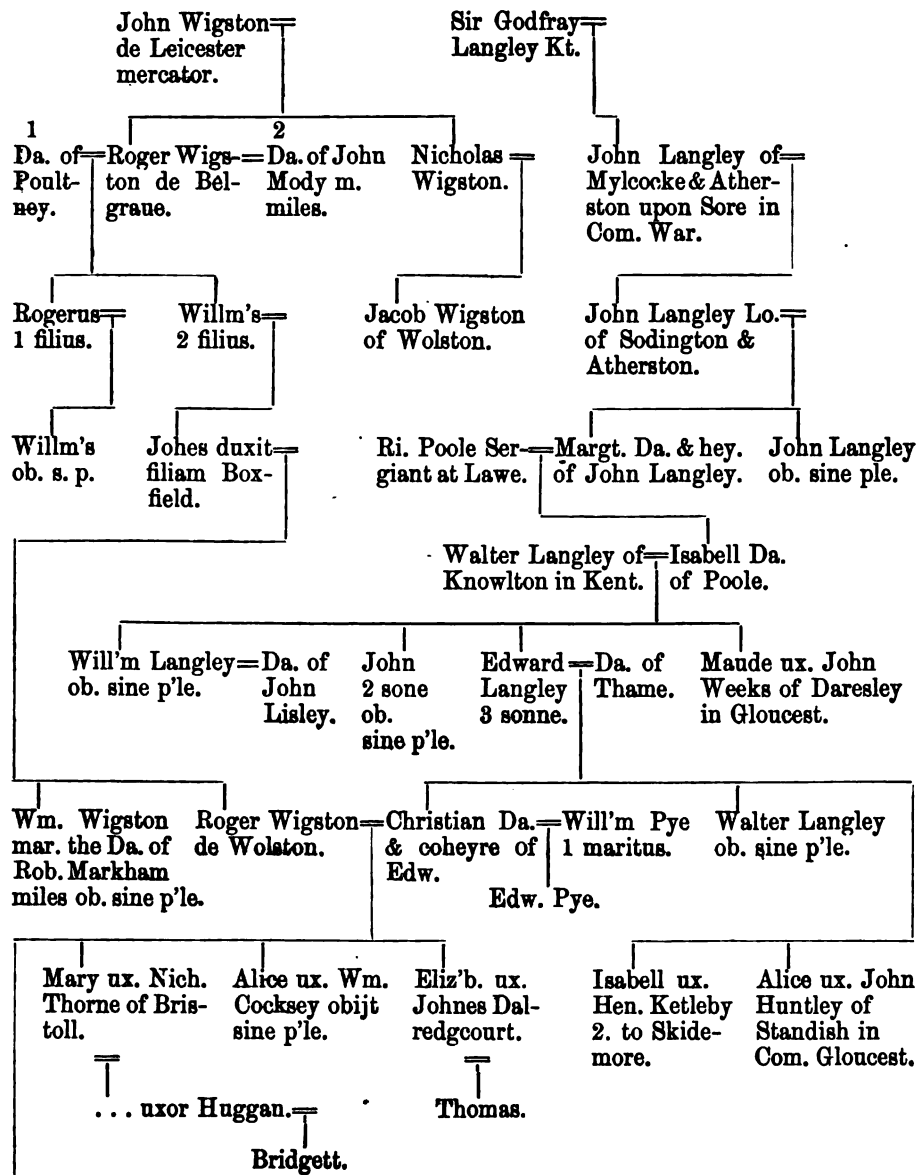 John Wigston=
de Leicester
mercator.
Sir Godfray=
Langley Kt.
1
Da. of=
Poult-
ney.
Roger Wigs-=
ton de Bel-
graue.
2
Da. of John
Mody m.
miles.
Nicholas =
Wigston.
John Langley of=
Mylcocke & Ather-
ston upon Sore in
Com. War.
Rogerus=
1 filius.
Willm's=
2 filius.
Jacob Wigston
of Wolston.
John Langley Lo.=
of Sodington &
Atherston.
Willm's
ob. s. p.
Johes duxit=
filiam Box-
field.
Ri. Poole Ser-=
giant at Lawe.
Margt. Da. & hey.
of John Langley.
John Langley
ob. sine ple.
Walter Langley of=
Knowlton in Kent.
Isabell Da.
of Poole.
Will'm Langley=
ob. sine p'le.
Da. of
John
Lisley.
John
2 sone
ob.
sine p'le.
Edward=
Langley
3 sonne.
Da. of
Thame.
Maude ux. John
Weeks of Daresley
in Gloucest.
Wm. Wigston
mar. the Da. of
Rob. Markham
miles ob. sine p'le.
Roger Wigston=
de Wolston.
Christian Da.=
& coheyre of
Edw.
Will'm Pye
1 maritus.
Walter Langley
ob. sine p'le.
Edw. Pye.
Mary ux. Nich.
Thorne of Bris-
toll.
=
Alice ux. Wm.
Cocksey obijt
sine p'le.
Eliz'b. ux.
Johnes Dal-
redgcourt.
=
Isabell ux.
Hen. Ketleby
2. to Skide-
more.
Alice ux. John
Huntley of
Standish in
Com. Gloucest.
... uxor Huggan.=
Thomas.
Bridgett.